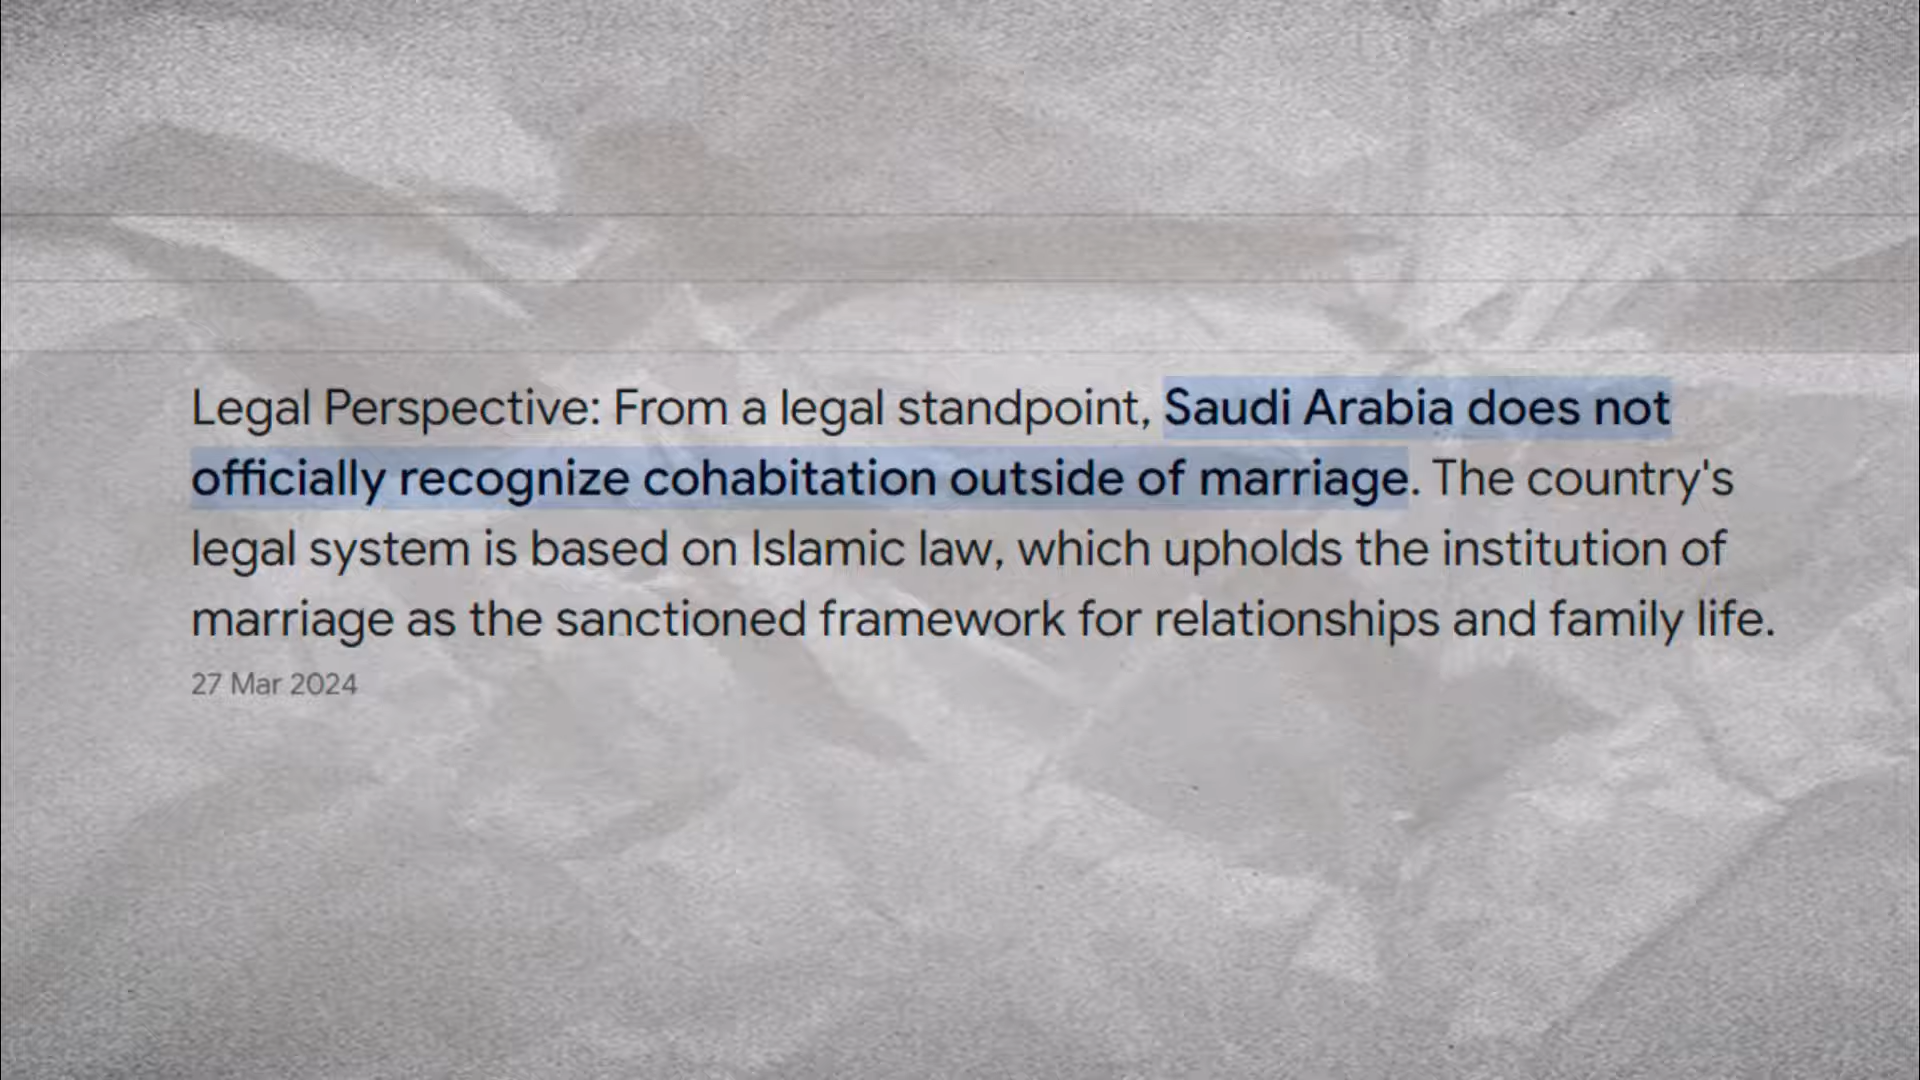 Legal Perspective: From a legal standpoint, Saudi Arabia does not
officially recognize cohabitation outside of marriage. The country's
legal system is based on Islamic law, which upholds the institution of
marriage as the sanctioned framework for relationships and family life.
27 Mar 2024